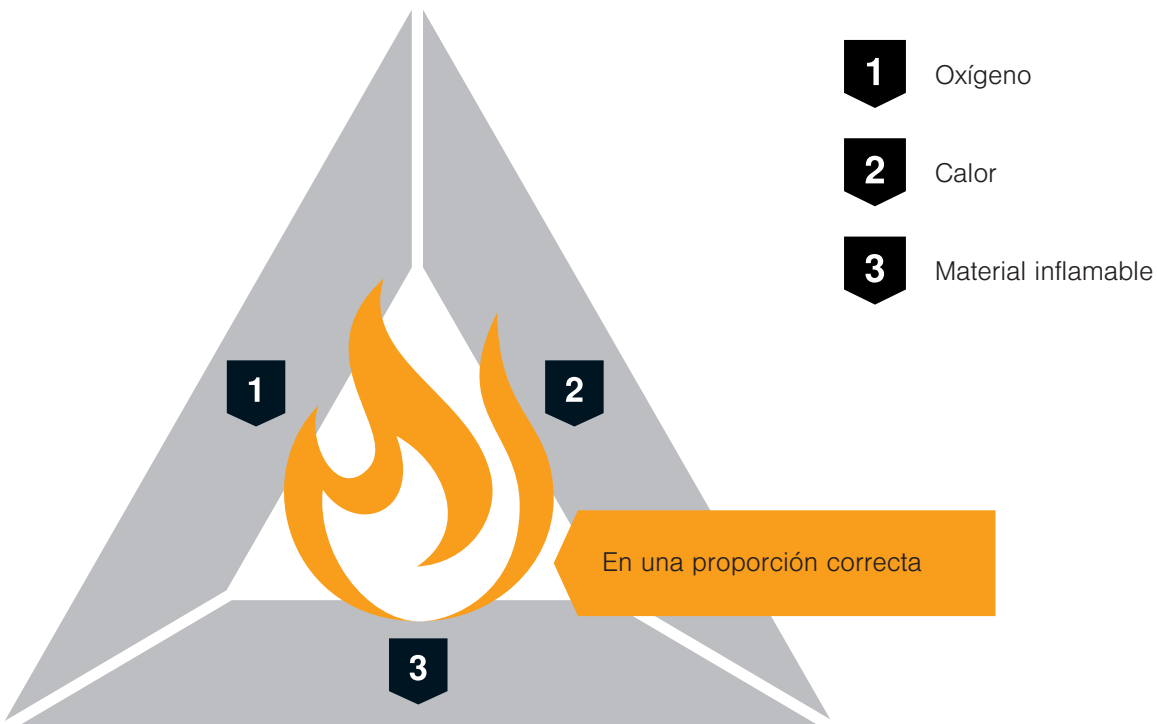 1 Oxígeno
2 Calor
3 Material inflamable
1
2
En una proporción correcta
3